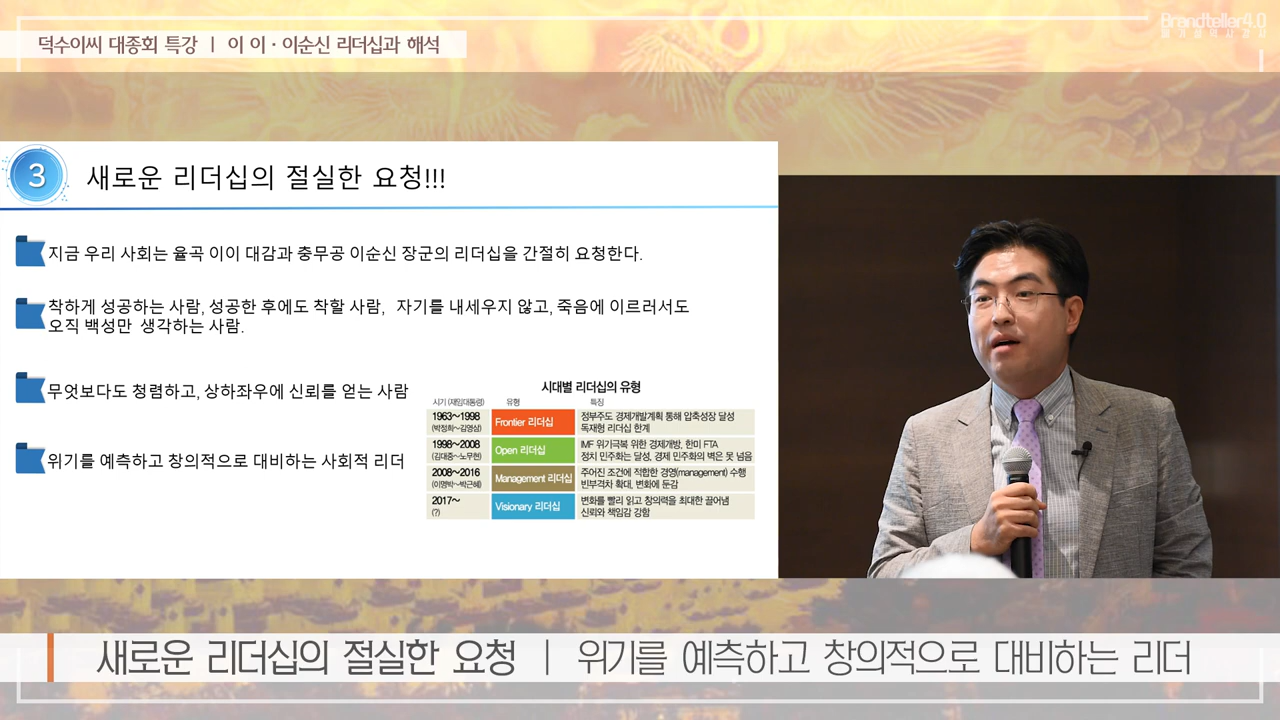 Brandteller4.0
덕수이씨 대종회 특강 ㅣ 이 이 · 이순신 리더십과 해석
3 새로운 리더십의 절실한 요청!!!
지금 우리 사회는 율곡 이이 대감과 충무공 이순신 장군의 리더십을 간절히 요청한다.
착하게 성공하는 사람, 성공한 후에도 착할 사람, 자기를 내세우지 않고, 죽음에 이르러서도
오직 백성만 생각하는 사람.
무엇보다도 청렴하고, 상하좌우에 신뢰를 얻는 사람
위기를 예측하고 창의적으로 대비하는 사회적 리더
시대별 리더십의 유형
시기 (재임대통령) 유형 특징
1963~1998 (박정희~김영삼) Frontier 리더십 정부주도 경제개발계획 통해 압축성장 달성
독재형 리더십 한계
1998~2008 (김대중~노무현) Open 리더십 IMF 위기극복 위한 경제개방, 한미 FTA
정치 민주화는 달성, 경제 민주화의 벽은 못 넘음
2008~2016 (이명박~박근혜) Management 리더십 주어진 조건에 적합한 경영(management) 수행
빈부격차 확대, 변화에 둔감
2017~ (?) Visionary 리더십 변화를 빨리 읽고 창의력을 최대한 끌어냄
신뢰와 책임감 강함
새로운 리더십의 절실한 요청 ㅣ 위기를 예측하고 창의적으로 대비하는 리더